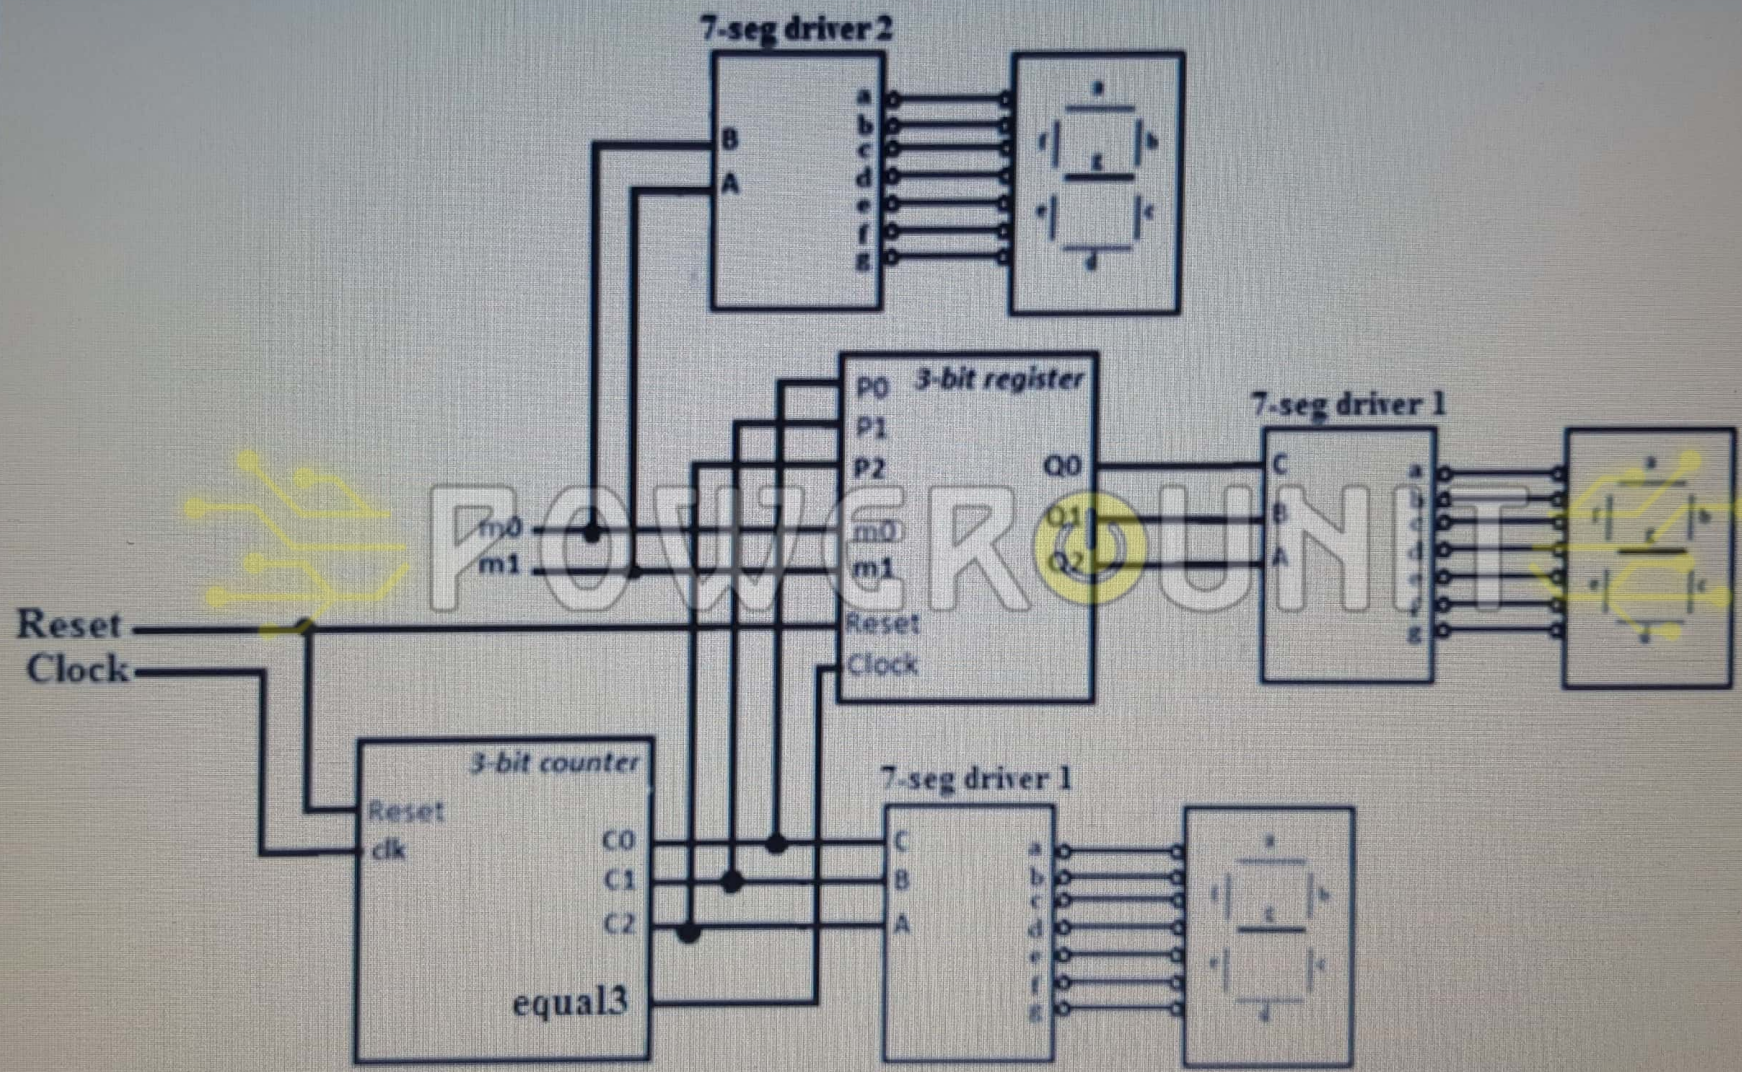 7-seg driver 2
B
A
a
b
c
d
e
f
g
a
f
b
g
e
c
d
3-bit register
P0
P1
P2
m0
m1
Reset
Clock
Q0
Q1
Q2
m0
m1
Reset
Clock
7-seg driver 1
C
B
A
a
b
c
d
e
f
g
a
f
b
g
e
c
d
POWERUNIT
3-bit counter
Reset
clk
C0
C1
C2
equal3
7-seg driver 1
C
B
A
a
b
c
d
e
f
g
a
f
b
g
e
c
d